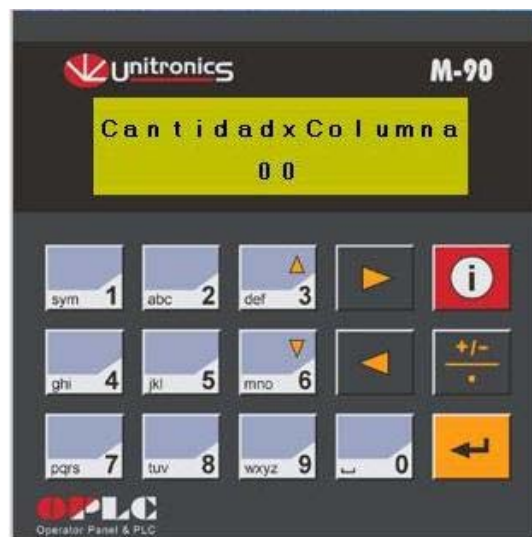 Unitronics M-90
CantidadxColumna
00
sym 1 abc 2 def 3 i
ghi 4 jkl 5 mno 6 +/- .
pqrs 7 tuv 8 wxyz 9 0
OPLC
Operator Panel & PLC